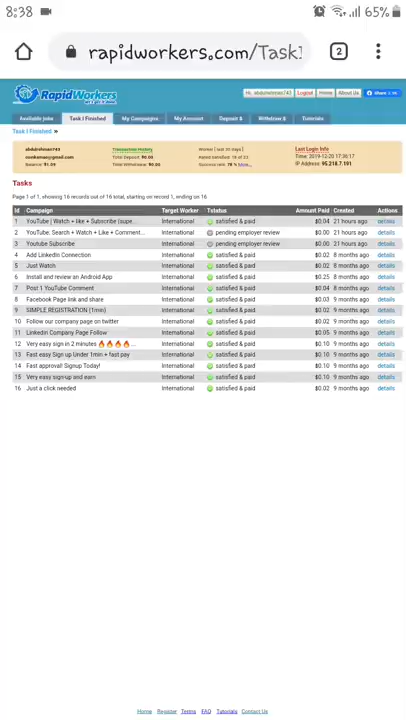 8:38 65%
rapidworkers.com/Task 2
RapidWorkers
Logout Home About Us Share
Available Jobs Task I Finished My Campaigns My Account Deposit $ Withdraw $ Tutorials
Task I Finished »
Transaction History Last Login Info
Total Deposit: $0.00 Time: 2019-12-20 17:36:17
Balance: $1.09 Total Withdraw: $0.00 IP Address: 95.218.7.101
Tasks
Page 1 of 1, showing 16 records out of 16 total, starting on record 1, ending on 16
Id Campaign Target Worker Tstatus Amount Paid Created Actions
1 YouTube | Watch + like + Subscribe (supe... International satisfied & paid $0.04 21 hours ago details
2 YouTube: Search + Watch + Like + Comment... International pending employer review $0.00 21 hours ago details
3 Youtube Subscribe International pending employer review $0.00 21 hours ago details
4 Add LinkedIn Connection International satisfied & paid $0.02 8 months ago details
5 Just Watch International satisfied & paid $0.02 8 months ago details
6 Install and review an Android App International satisfied & paid $0.25 8 months ago details
7 Post 1 YouTube Comment International satisfied & paid $0.04 8 months ago details
8 Facebook Page link and share International satisfied & paid $0.03 9 months ago details
9 SIMPLE REGISTRATION (1min) International satisfied & paid $0.02 9 months ago details
10 Follow our company page on twitter International satisfied & paid $0.02 9 months ago details
11 Linkedin Company Page Follow International satisfied & paid $0.05 9 months ago details
12 Very easy sign in 2 minutes 🔥🔥🔥🔥... International satisfied & paid $0.10 9 months ago details
13 Fast easy Sign up Under 1min + fast pay International satisfied & paid $0.10 9 months ago details
14 Fast approval! Signup Today! International satisfied & paid $0.10 9 months ago details
15 Very easy sign-up and earn International satisfied & paid $0.10 9 months ago details
16 Just a click needed International satisfied & paid $0.02 9 months ago details
Home Register Terms FAQ Tutorials Contact Us